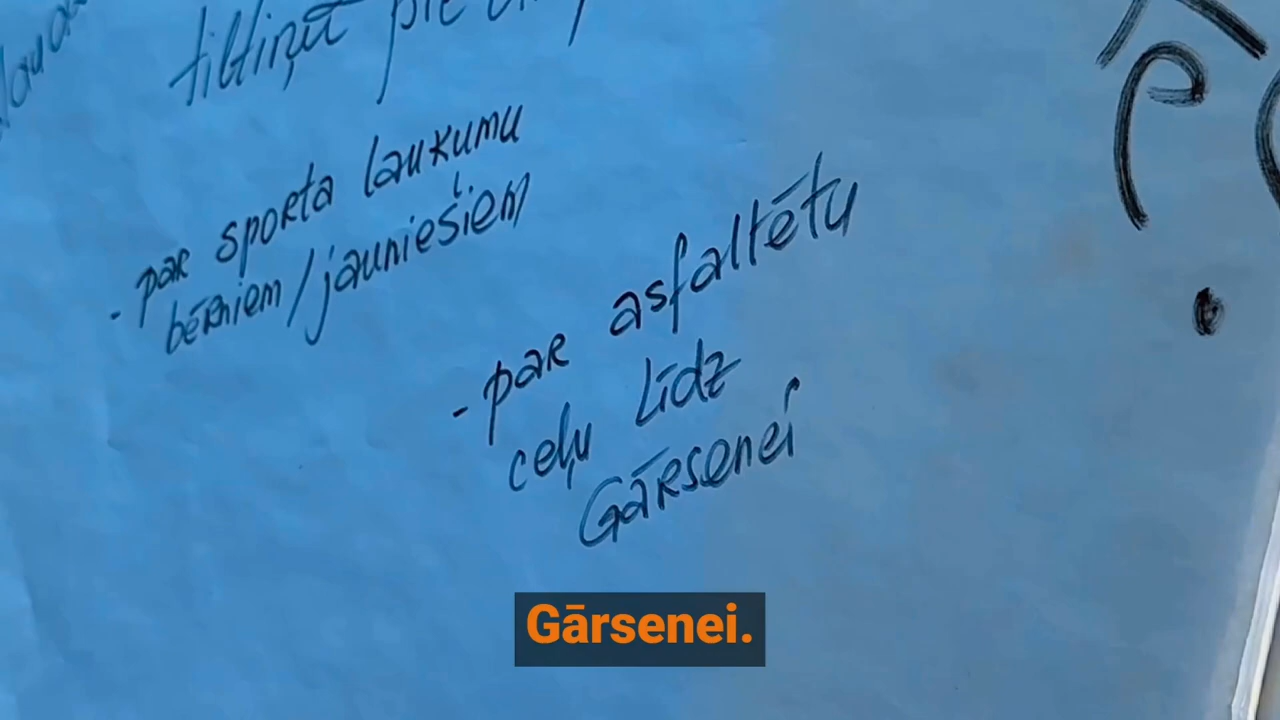 tiltiņu pie
- par sporta laukumu
bērniem/jauniešiem
- par asfaltētu
ceļu līdz
Gārsenei
Gārsenei.